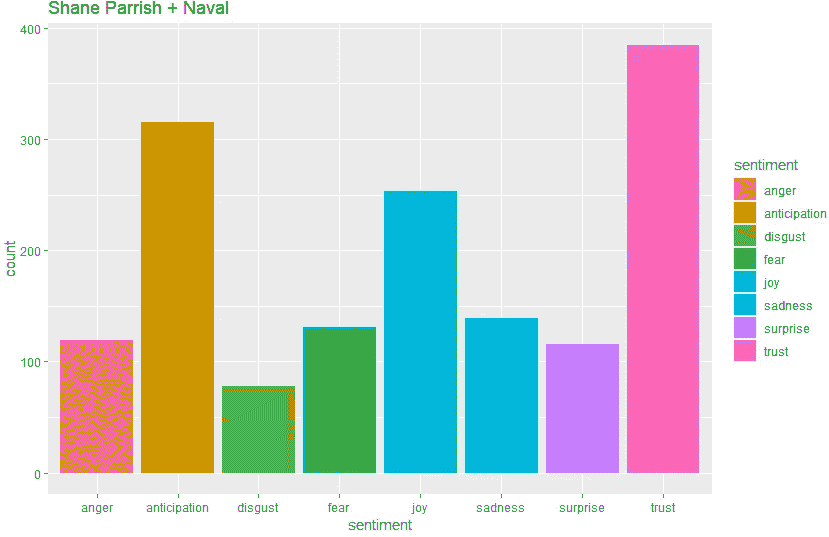 Shane Parrish + Naval
400
300
200
100
0
count
anger anticipation disgust fear joy sadness surprise trust
sentiment
sentiment
anger
anticipation
disgust
fear
joy
sadness
surprise
trust